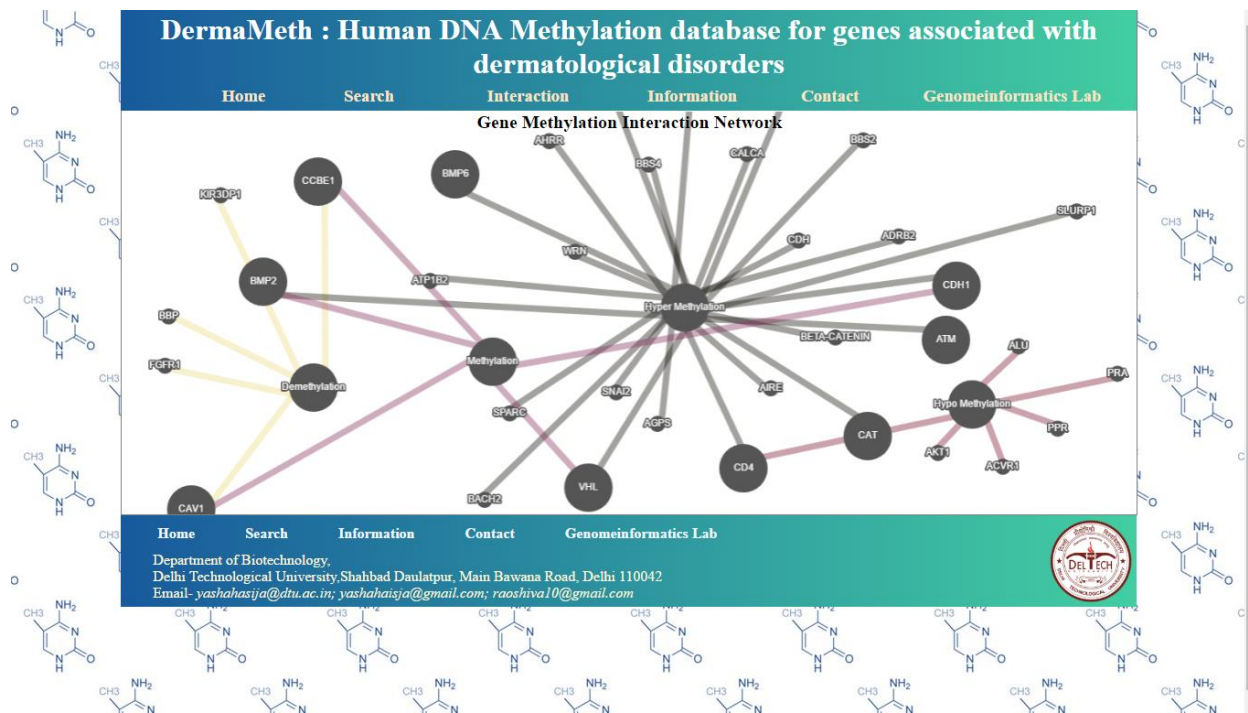 DermaMeth : Human DNA Methylation database for genes associated with
dermatological disorders
Home Search Interaction Information Contact Genomeinformatics Lab
Gene Methylation Interaction Network
AHRR
BBS2
BBS4
CALCA
BMP6
CCBE1
KIR3DP1
SLURP1
ADRB2
CDH
WRN
ATP1B2
BMP2
CDH1
Hyper Methylation
BBP
BETA-CATENIN
ATM
ALU
Methylation
FGFR1
PRA
Demethylation
AIRE
SNAI2
Hypo Methylation
SPARC
AGPS
PPR
CAT
AKT1
ACVR1
CD4
VHL
BACH2
CAV1
Home Search Information Contact Genomeinformatics Lab
Department of Biotechnology,
Delhi Technological University,Shahbad Daulatpur, Main Bawana Road, Delhi 110042
Email- yashahasija@dtu.ac.in; yashahaisja@gmail.com; raoshiva10@gmail.com
DELTECH
CH3 NH2 N N H O